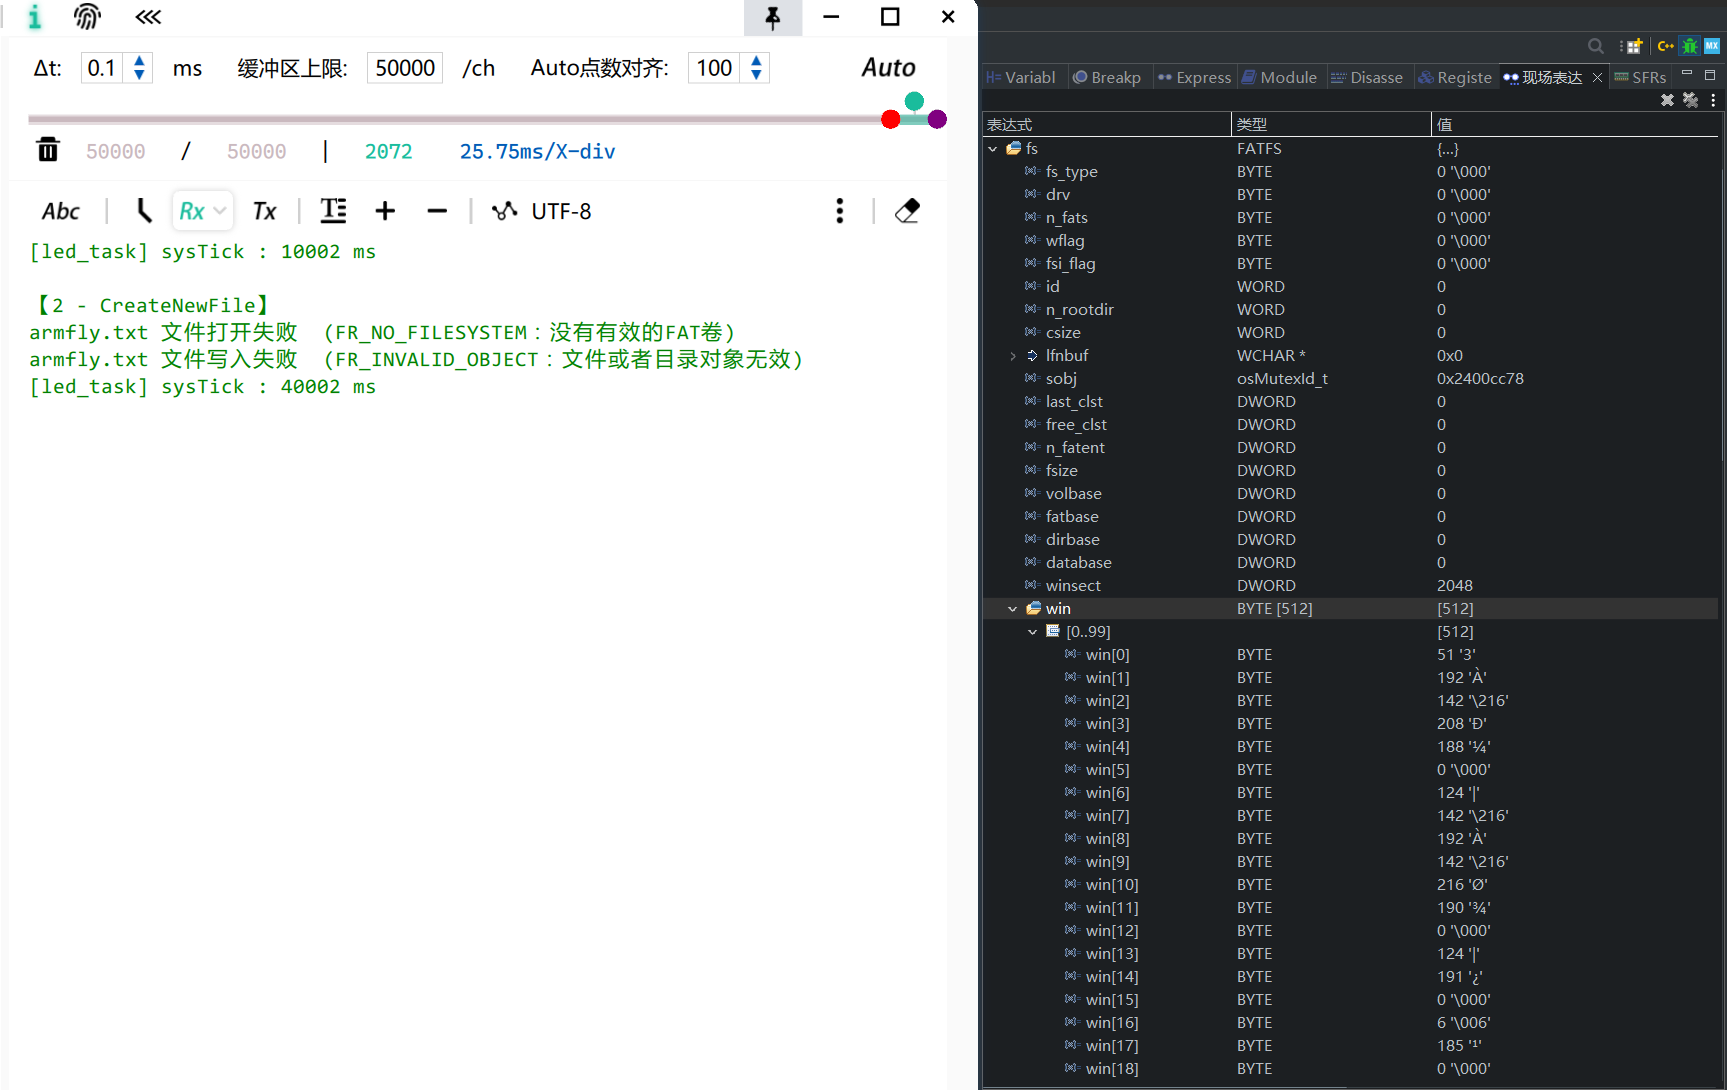 Δt: 0.1 ms 缓冲区上限: 50000 /ch Auto点数对齐: 100 Auto
50000 / 50000 | 2072 25.75ms/X-div
Abc Rx Tx UTF-8
[led_task] sysTick : 10002 ms
【2 - CreateNewFile】
armfly.txt 文件打开失败 (FR_NO_FILESYSTEM：没有有效的FAT卷)
armfly.txt 文件写入失败 (FR_INVALID_OBJECT：文件或者目录对象无效)
[led_task] sysTick : 40002 ms
C++ MX
Variabl Breakp Express Module Disasse Registe 现场表达 SFRs
表达式 类型 值
fs FATFS {...}
fs_type BYTE 0 '\000'
drv BYTE 0 '\000'
n_fats BYTE 0 '\000'
wflag BYTE 0 '\000'
fsi_flag BYTE 0 '\000'
id WORD 0
n_rootdir WORD 0
csize WORD 0
lfnbuf WCHAR * 0x0
sobj osMutexId_t 0x2400cc78
last_clst DWORD 0
free_clst DWORD 0
n_fatent DWORD 0
fsize DWORD 0
volbase DWORD 0
fatbase DWORD 0
dirbase DWORD 0
database DWORD 0
winsect DWORD 2048
win BYTE [512] [512]
[0..99] [512]
win[0] BYTE 51 '3'
win[1] BYTE 192 'À'
win[2] BYTE 142 '\216'
win[3] BYTE 208 'Ð'
win[4] BYTE 188 '¼'
win[5] BYTE 0 '\000'
win[6] BYTE 124 '|'
win[7] BYTE 142 '\216'
win[8] BYTE 192 'À'
win[9] BYTE 142 '\216'
win[10] BYTE 216 'Ø'
win[11] BYTE 190 '¾'
win[12] BYTE 0 '\000'
win[13] BYTE 124 '|'
win[14] BYTE 191 '¿'
win[15] BYTE 0 '\000'
win[16] BYTE 6 '\006'
win[17] BYTE 185 '¹'
win[18] BYTE 0 '\000'